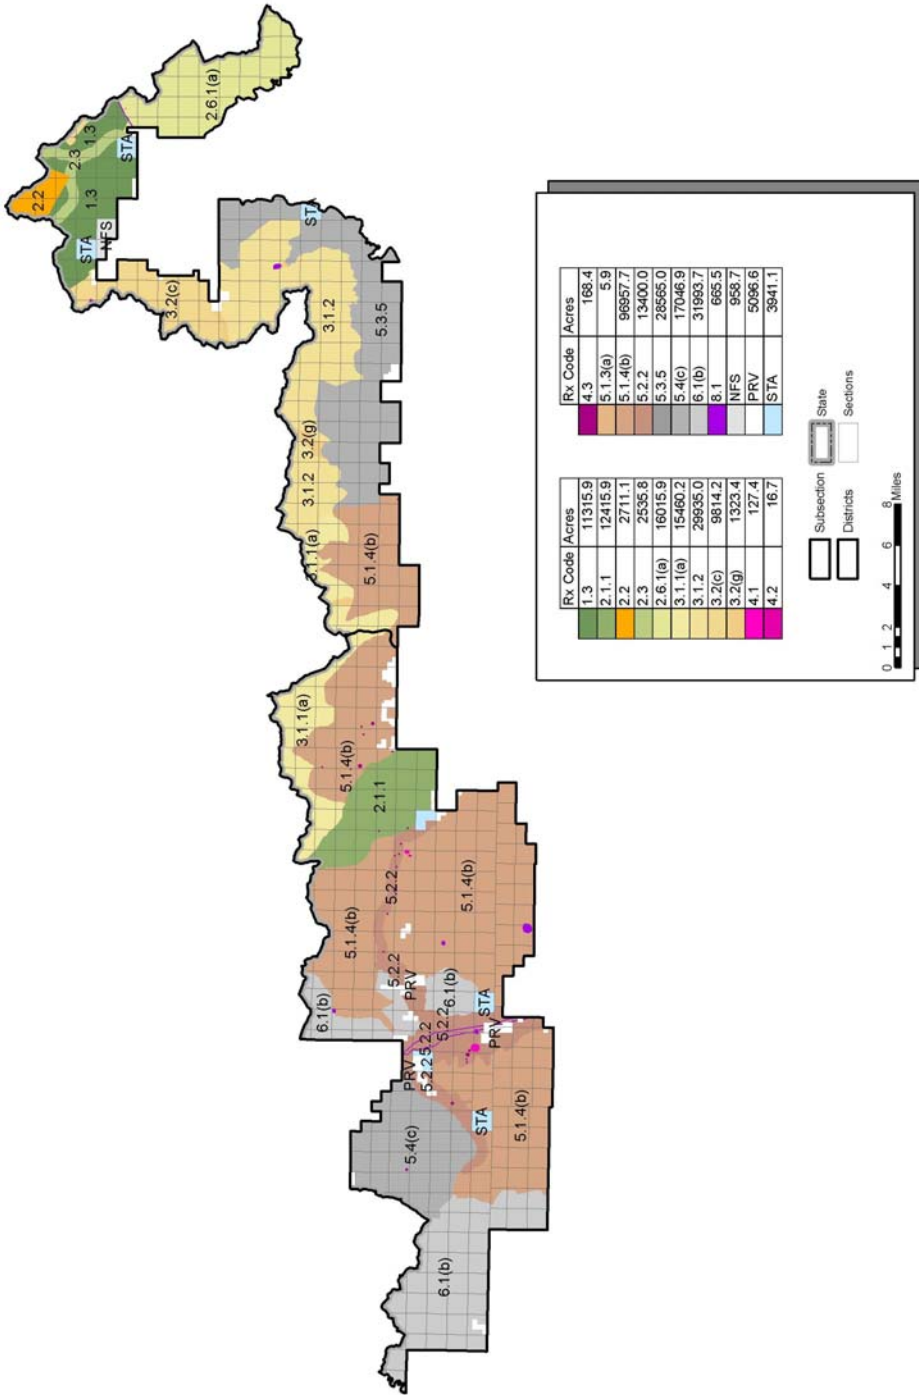 2.6.1(a)
1.3
2.3
STA
2.2
1.3
STA
NFS
3.2(c)
STA
3.1.2
5.3.5
3.2(g)
3.1.2
3.1.1(a)
5.1.4(b)
3.1.1(a)
5.1.4(b)
2.1.1
5.2.2
5.1.4(b)
5.1.4(b)
5.2.2
PRV
6.1(b)
6.1(b)
STA
5.2.2
PRV
5.2.2
5.2.2
PRV
STA
5.1.4(b)
5.4(c)
6.1(b)
Rx Code Acres
1.3 11315.9
2.1.1 12415.9
2.2 2711.1
2.3 2535.8
2.6.1(a) 16015.9
3.1.1(a) 15460.2
3.1.2 29935.0
3.2(c) 9814.2
3.2(g) 1323.4
4.1 127.4
4.2 16.7
Rx Code Acres
4.3 168.4
5.1.3(a) 5.9
5.1.4(b) 96957.7
5.2.2 13400.0
5.3.5 28565.0
5.4(c) 17046.9
6.1(b) 31993.7
8.1 665.5
NFS 958.7
PRV 5096.6
STA 3941.1
Subsection State
Districts Sections
0 1 2 4 6 8
Miles